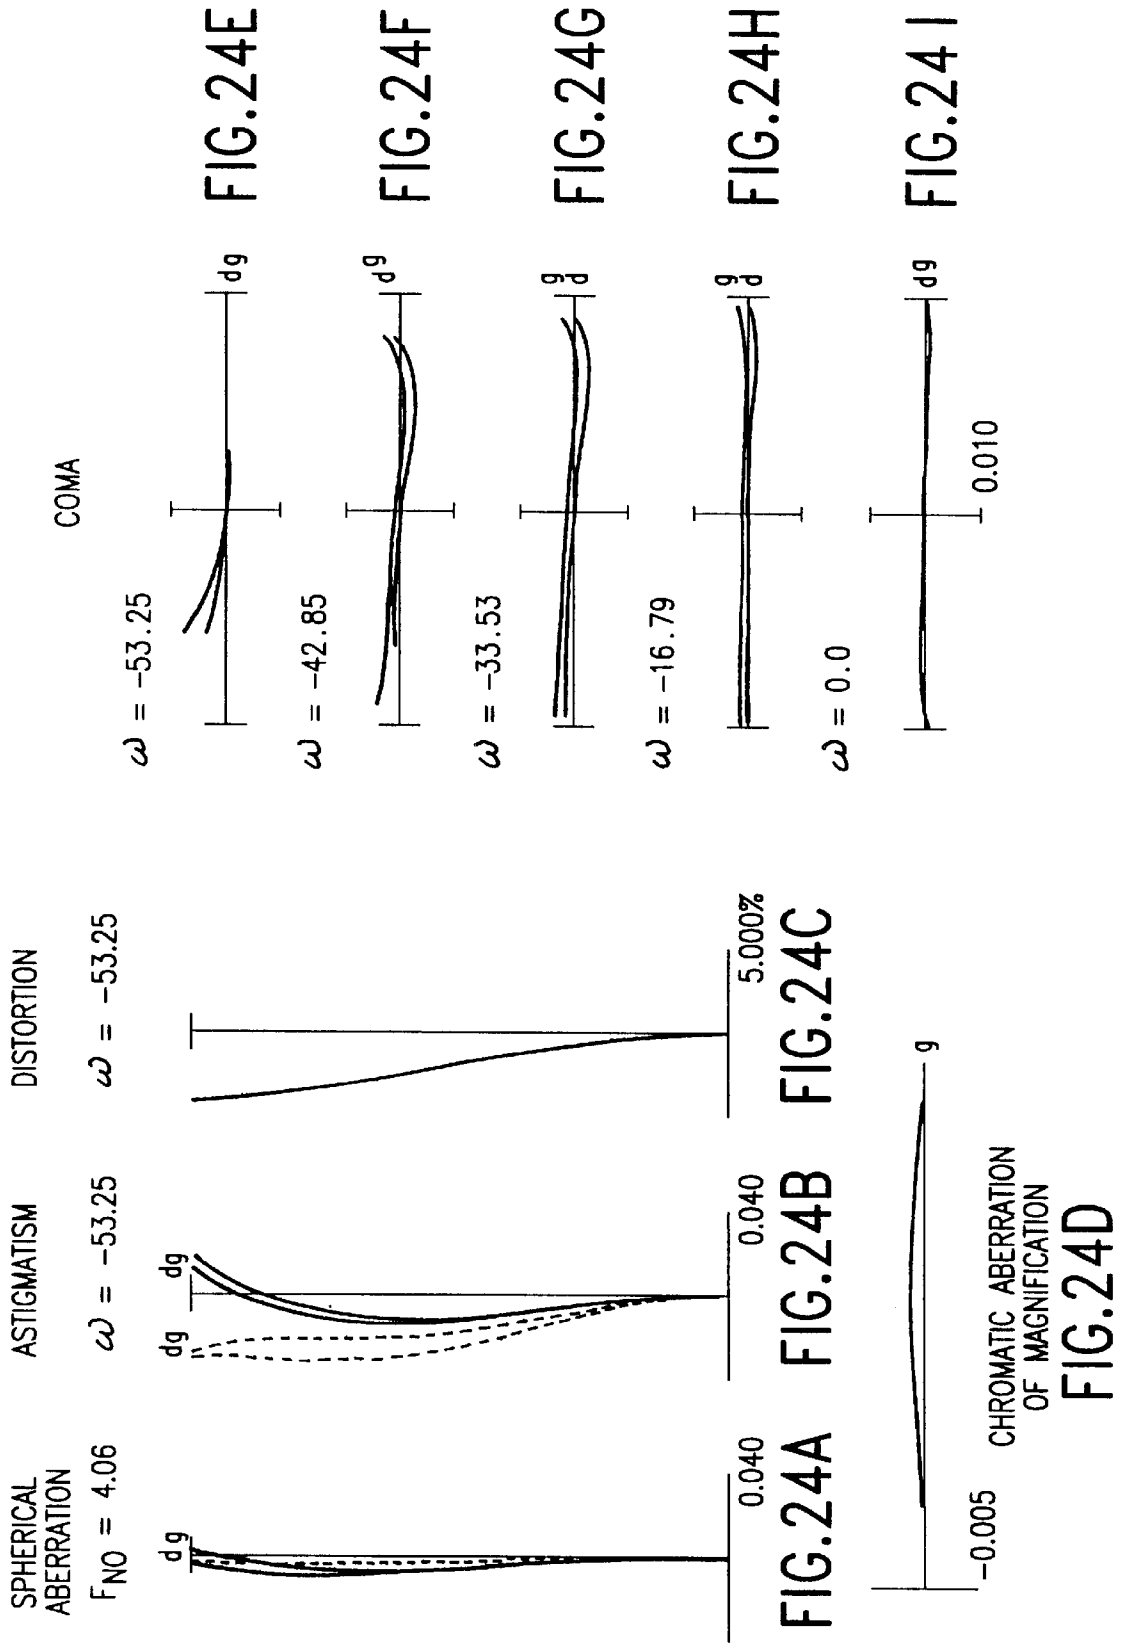 SPHERICAL
ABERRATION
FNO = 4.06
d g
0.040
FIG.24A
ASTIGMATISM
ω = -53.25
dg
dg
0.040
FIG.24B
DISTORTION
ω = -53.25
5.000%
FIG.24C
g
-0.005
CHROMATIC ABERRATION
OF MAGNIFICATION
FIG.24D
COMA
ω = -53.25
dg
FIG.24E
ω = -42.85
dg
FIG.24F
ω = -33.53
g
d
FIG.24G
ω = -16.79
g
d
FIG.24H
ω = 0.0
dg
0.010
FIG.24I